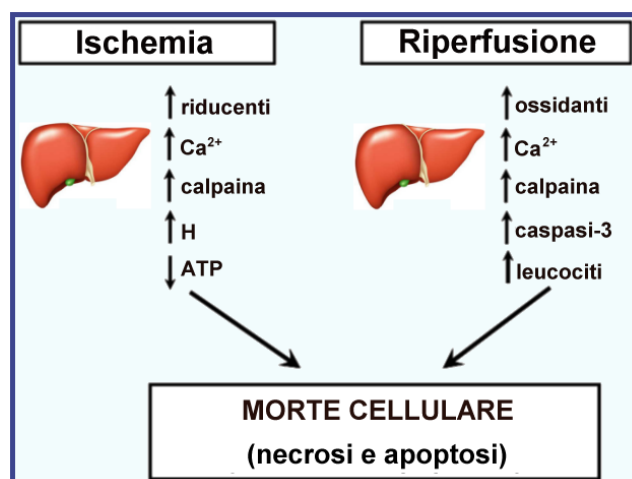 Ischemia
riducenti
Ca²⁺
calpaina
H
ATP
Riperfusione
ossidanti
Ca²⁺
calpaina
caspasi-3
leucociti
MORTE CELLULARE
(necrosi e apoptosi)